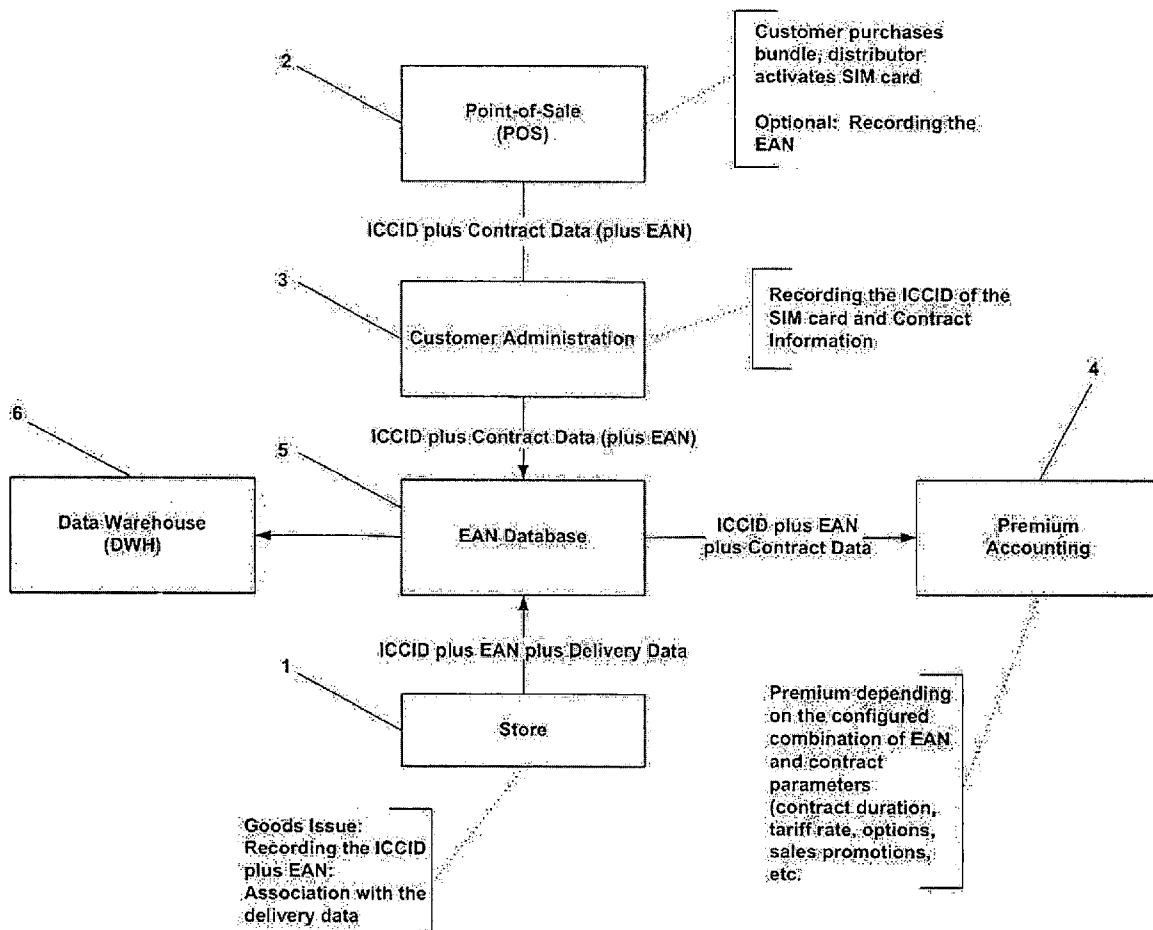 2
Point-of-Sale
(POS)
Customer purchases
bundle, distributor
activates SIM card
Optional: Recording the
EAN
ICCID plus Contract Data (plus EAN)
3
Customer Administration
Recording the ICCID of the
SIM card and Contract
Information
4
6
ICCID plus Contract Data (plus EAN)
5
Data Warehouse
(DWH)
EAN Database
ICCID plus EAN
plus Contract Data
Premium
Accounting
ICCID plus EAN plus Delivery Data
1
Store
Premium depending
on the configured
combination of EAN
and contract
parameters
(contract duration,
tariff rate, options,
sales promotions,
etc.
Goods Issue:
Recording the ICCID
plus EAN:
Association with the
delivery data